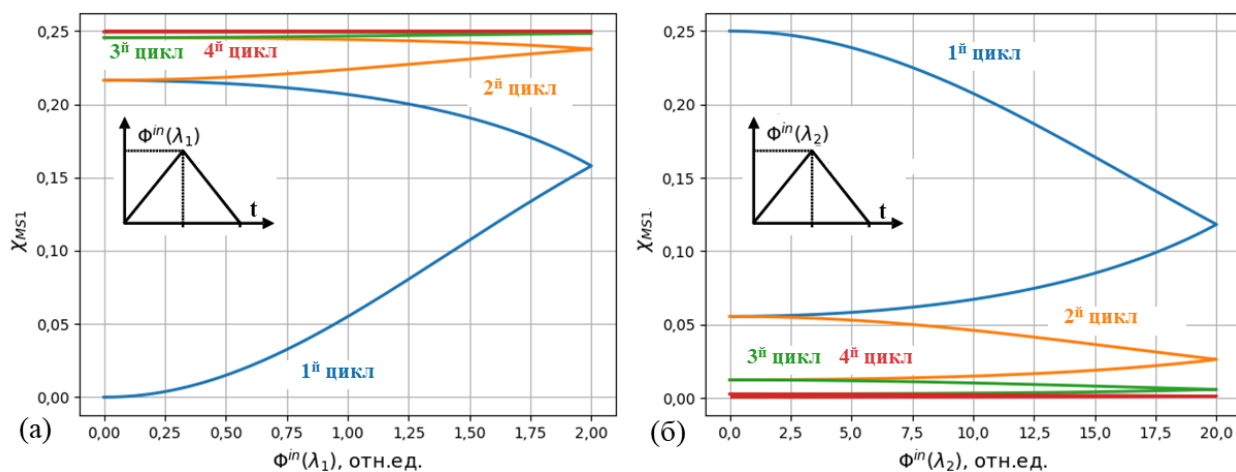 0,25
0,20
0,15
0,10
0,05
0,00
χMS1
3й цикл
4й цикл
2й цикл
1й цикл
Φin(λ1)
t
0,00 0,25 0,50 0,75 1,00 1,25 1,50 1,75 2,00
Φin(λ1), отн.ед.
(а)
0,25
0,20
0,15
0,10
0,05
0,00
χMS1
1й цикл
Φin(λ2)
t
2й цикл
3й цикл
4й цикл
0,0 2,5 5,0 7,5 10,0 12,5 15,0 17,5 20,0
Φin(λ2), отн.ед.
(б)